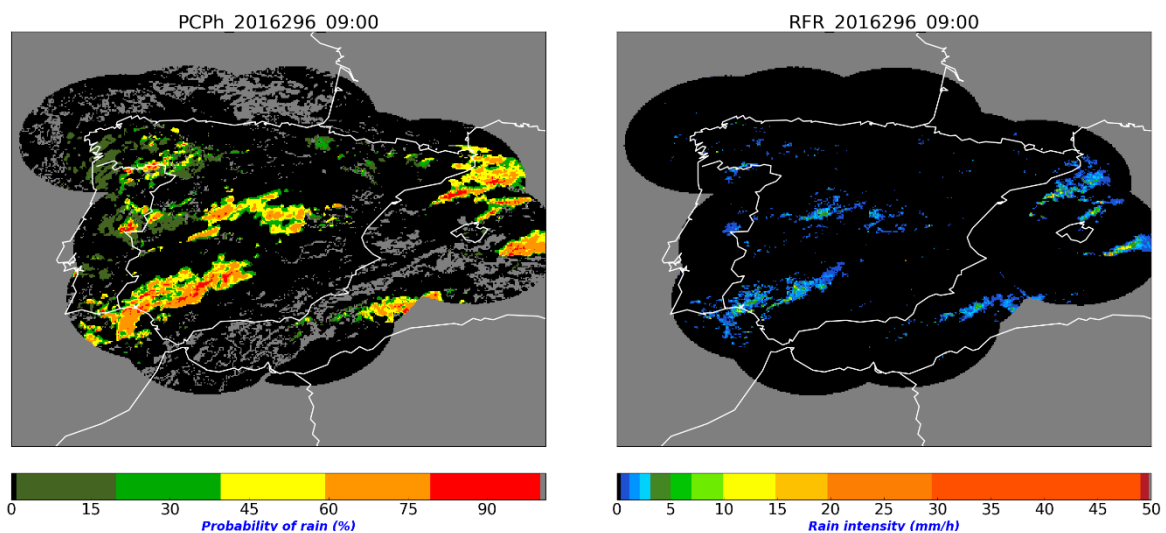 PCPh_2016296_09:00
0 15 30 45 60 75 90
Probability of rain (%)
RFR_2016296_09:00
0 5 10 15 20 25 30 35 40 45 50
Rain intensity (mm/h)